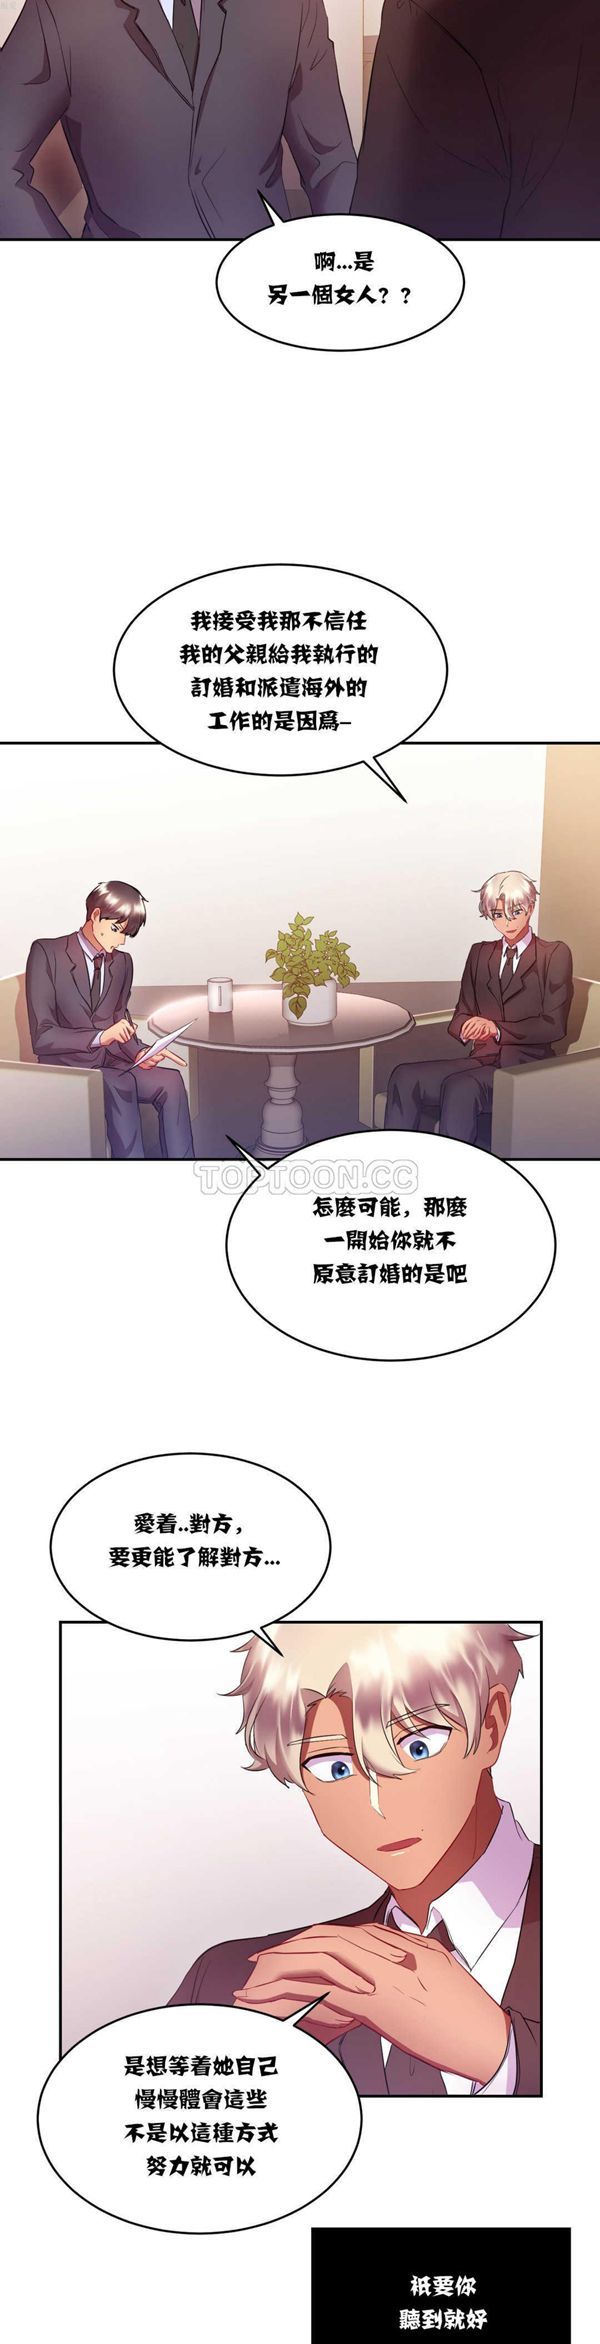 啊...是
另一個女人？？
我接受我那不信任
我的父親給我執行的
訂婚和派遣海外的
工作的是因爲-
TOPTOON.CC
怎麼可能，那麼
一開始你就不
原意訂婚的是吧
愛着..對方，
要更能了解對方...
是想等着她自己
慢慢體會這些
不是以這種方式
努力就可以
祇要你
聽到就好